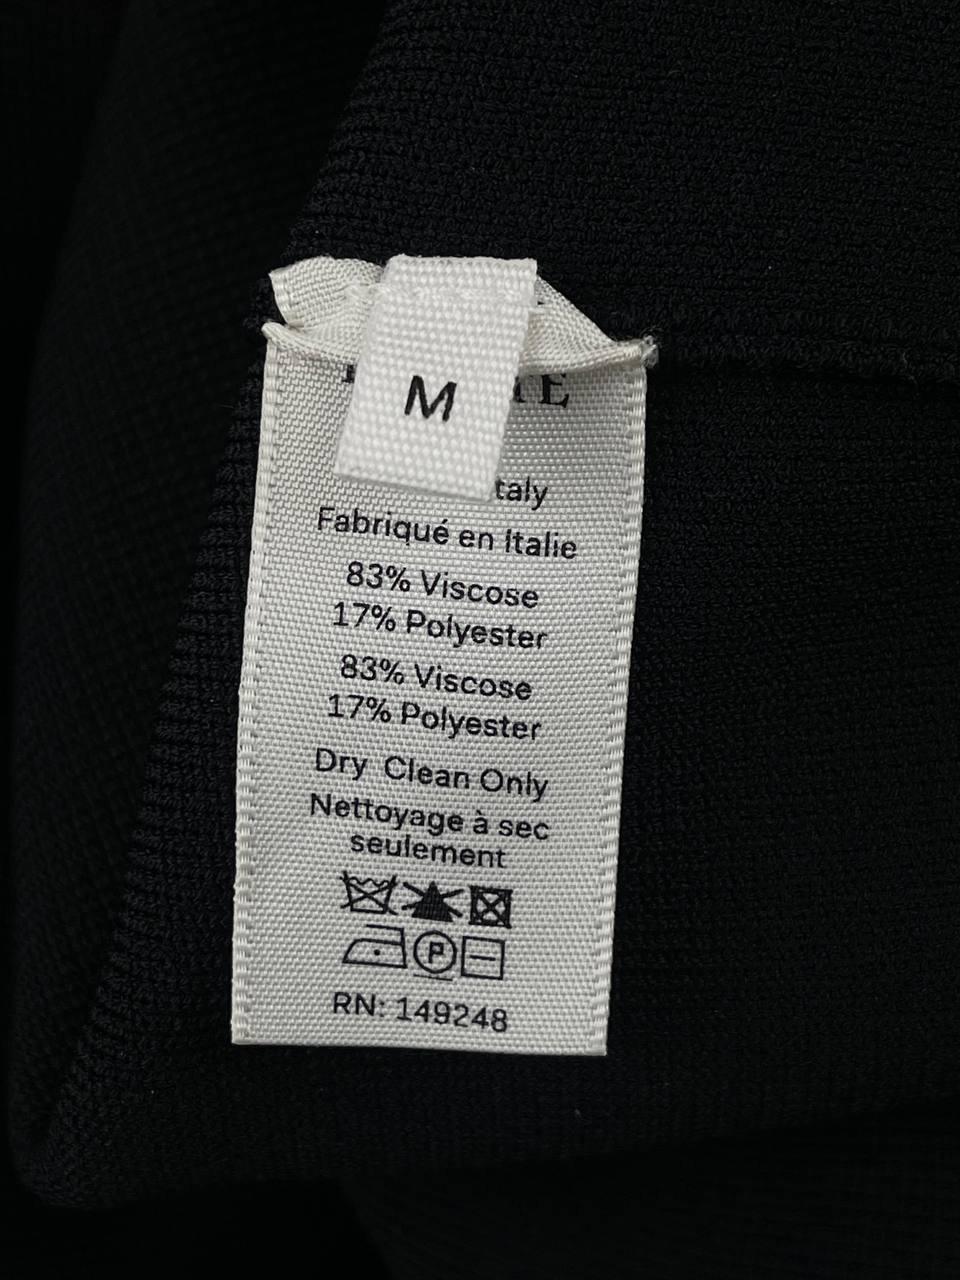 M
taly
Fabriqué en Italie
83% Viscose
17% Polyester
83% Viscose
17% Polyester
Dry Clean Only
Nettoyage à sec
seulement
P
RN: 149248